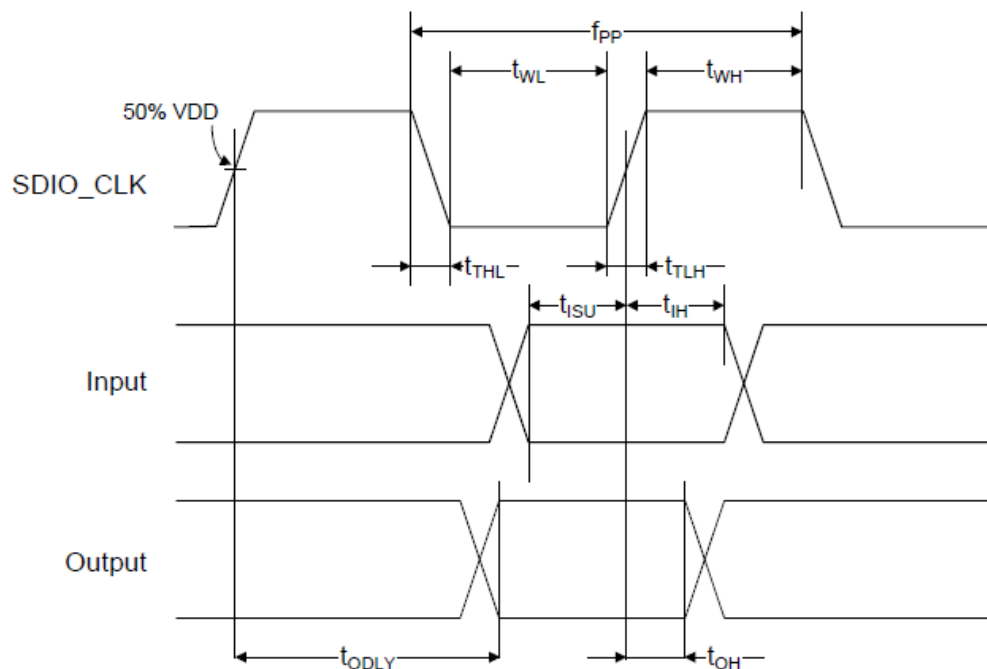 fPP
tWL
tWH
50% VDD
SDIO_CLK
tTHL
tTLH
tISU
tIH
Input
Output
tODLY
tOH